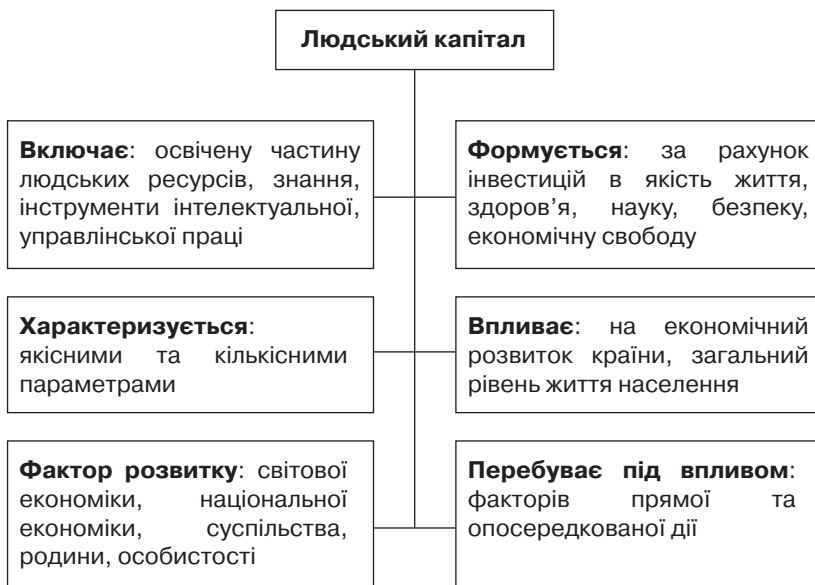 Людський капітал
Включає: освічену частину
людських ресурсів, знання,
інструменти інтелектуальної,
управлінської праці
Формується: за рахунок
інвестицій в якість життя,
здоров’я, науку, безпеку,
економічну свободу
Характеризується:
якісними та кількісними
параметрами
Впливає: на економічний
розвиток країни, загальний
рівень життя населення
Фактор розвитку: світової
економіки, національної
економіки, суспільства,
родини, особистості
Перебуває під впливом:
факторів прямої та
опосередкованої дії